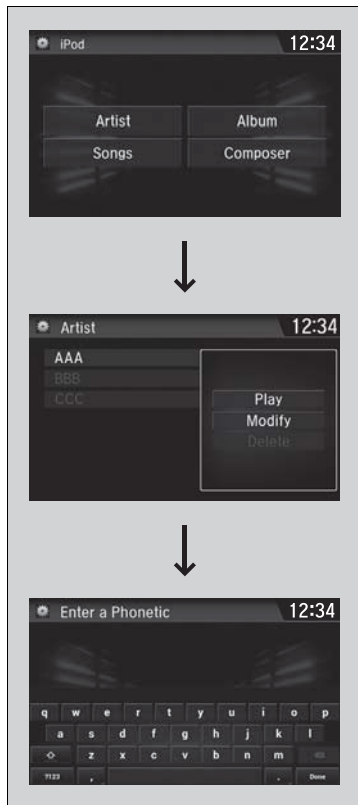 iPod 12:34
Artist Album
Songs Composer
Artist 12:34
AAA
BBB
CCC
Play
Modify
Delete
Enter a Phonetic 12:34
q w e r t y u i o p
a s d f g h j k l
z x c v b n m
?123 , . Done